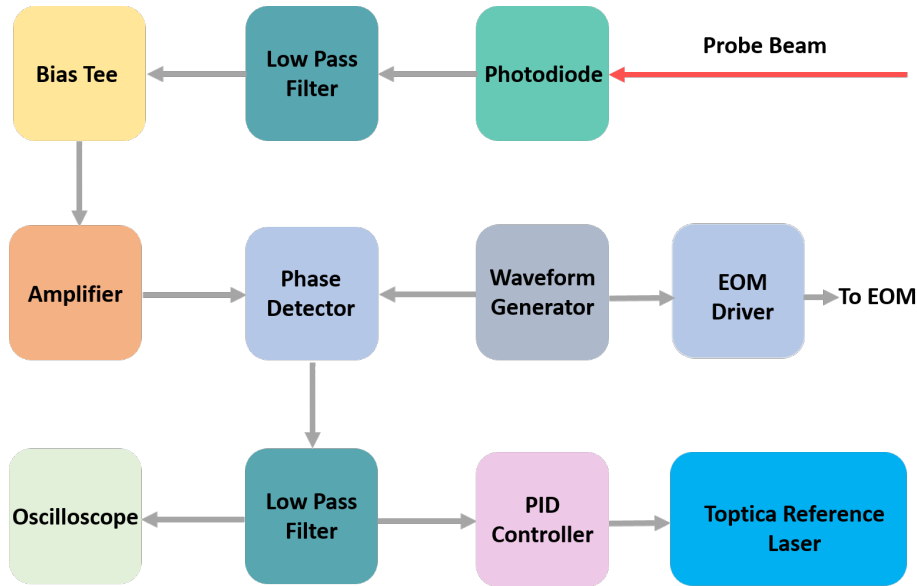 Probe Beam
Bias Tee
Low Pass
Filter
Photodiode
Amplifier
Phase
Detector
Waveform
Generator
EOM
Driver
To EOM
Oscilloscope
Low Pass
Filter
PID
Controller
Toptica Reference
Laser